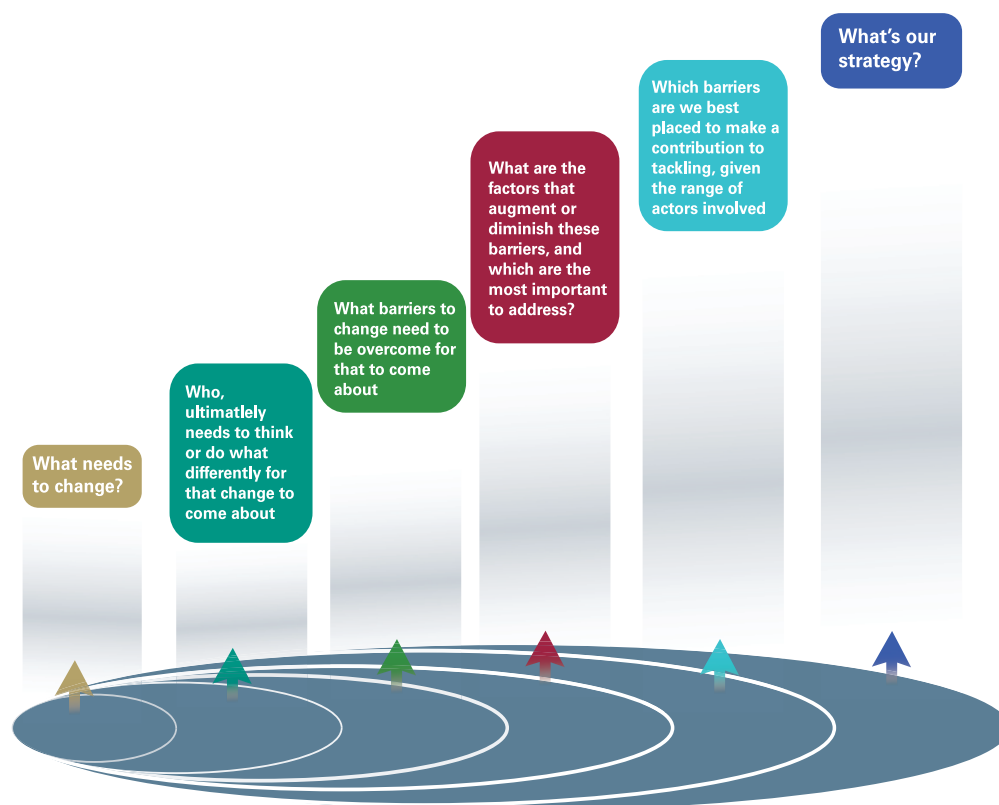 What needs
to change?
Who,
ultimatlely
needs to think
or do what
differently for
that change to
come about
What barriers to
change need to
be overcome for
that to come
about
What are the
factors that
augment or
diminish these
barriers, and
which are the
most important
to address?
Which barriers
are we best
placed to make a
contribution to
tackling, given
the range of
actors involved
What’s our
strategy?